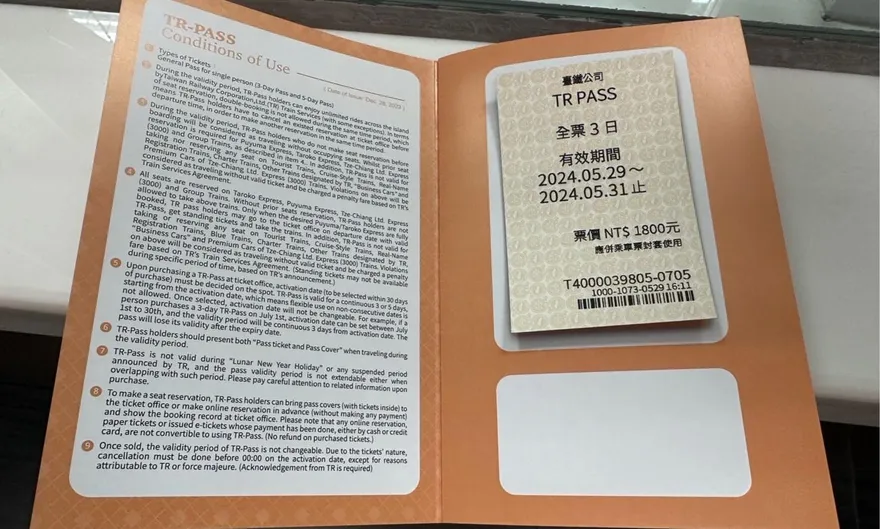 TR-PASS
Conditions of Use
( Date of issue: Dec. 28, 2023 )
1 Types of Tickets :
General Pass for single person (3-Day Pass and 5-Day Pass)
2 During the validity period, TR-PASS holders can enjoy unlimited rides across the island
by Taiwan Railway Corporation,Ltd.(TR) Train Services (with some exceptions). In terms
of seat reservation, double-booking is not allowed during the same time period, which
means TR-PASS holders have to cancel an existed reservation at ticket office before
departure time, in order to make another reservation in the same time period.
3 During the validity period, TR-PASS holders who do not make seat reservation before
boarding will be considered as traveling without occupying seats. Whilst prior seat
reservation is required for Puyuma Express, Taroko Express, Tze-Chiang Ltd. Express
(3000) and Group Trains, as described in item 4. In addition, TR-PASS is not valid for
taking nor reserving any seat on Tourist Trains, Cruise-Style Trains, Real-Name
Registration Trains, Charter Trains, Other Trains designated by TR, "Business Cars" and
Premium Cars of Tze-Chiang Ltd. Express (3000) Trains. Violations on above will be
considered as traveling without valid ticket and be charged a penalty fare based on TR's
Train Services Agreement.
4 All seats are reserved on Taroko Express, Puyuma Express, Tze-Chiang Ltd. Express
(3000) and Group Trains. Without prior seats reservation, TR-PASS holders are not
allowed to take above trains. Only when the desired Puyuma/Taroko Express are fully
booked, TR pass holders may go to the ticket office on departure date with valid
TR-PASS, get standing tickets and take the trains. In addition, TR-PASS is not valid for
taking or reserving any seat on Tourist Trains, Cruise-Style Trains, Real-Name
Registration Trains, Blue Trains, Charter Trains, Other Trains designated by TR,
"Business Cars" and Premium Cars of Tze-Chiang Ltd. Express (3000) Trains. Violations
on above will be considered as traveling without valid ticket and be charged a penalty
fare based on TR's Train Services Agreement. (Standing tickets may not be available
during specific period of time, based on TR's announcement.)
5 Upon purchasing a TR-PASS at ticket office, activation date (to be selected within 30 days
of purchase) must be decided on the spot. TR-PASS is valid for a continuous 3 or 5 days,
starting from the activation date, which means flexible use on non-consecutive dates is
not allowed. Once selected, activation date will not be changeable. For example, if a
person purchases a 3-day TR-PASS on July 1st, activation date can be set between July
1st to 30th, and the validity period will be continuous 3 days from activation date. The
pass will lose its validity after the expiry date.
6 TR-PASS holders should present both "Pass ticket and Pass Cover" when traveling during
the validity period.
7 TR-PASS is not valid during "Lunar New Year Holiday" or any suspended period
announced by TR, and the pass validity period is not extendable either when
overlapping with such period. Please pay careful attention to related information upon
purchase.
8 To make a seat reservation, TR-PASS holders can bring pass covers (with tickets inside) to
the ticket office or make online reservation in advance (without making any payment)
and show the booking record at ticket office. Please note that any online reservation,
paper tickets or issued e-tickets whose payment has been done, either by cash or credit
card, are not convertible to using TR-PASS. (No refund on purchased tickets.)
9 Once sold, the validity period of TR-PASS is not changeable. Due to the tickets' nature,
cancellation must be done before 00:00 on the activation date, except for reasons
attributable to TR or force majeure. (Acknowledgement from TR is required)
臺鐵公司
TR PASS
全票 3 日
有效期間
2024.05.29～
2024.05.31 止
票價 NT$ 1800元
應併乘車票封套使用
T4000039805-0705
1000-1073-0529 16:11